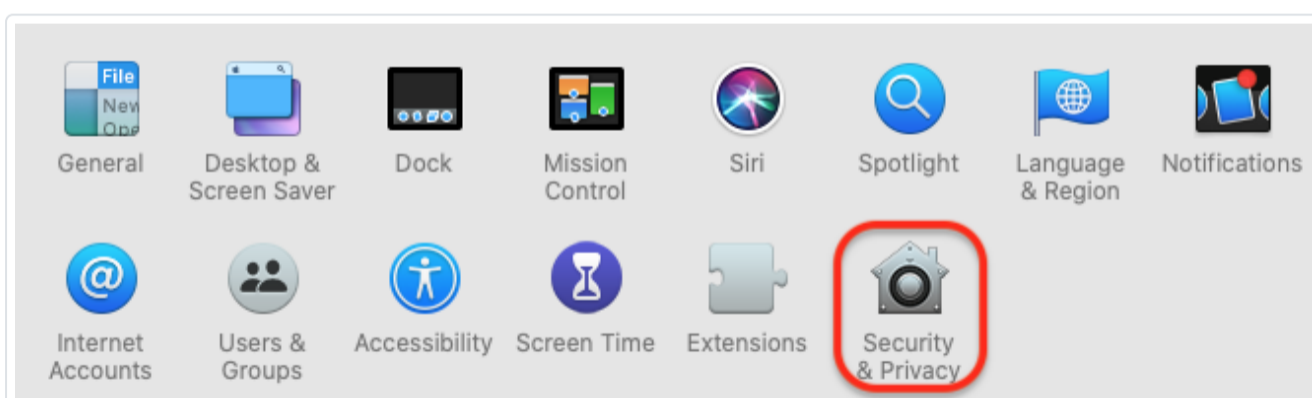 File
New
Ope
General
Desktop &
Screen Saver
Dock
Mission
Control
Siri
Spotlight
Language
& Region
Notifications
@
Internet
Accounts
Users &
Groups
Accessibility
Screen Time
Extensions
Security
& Privacy